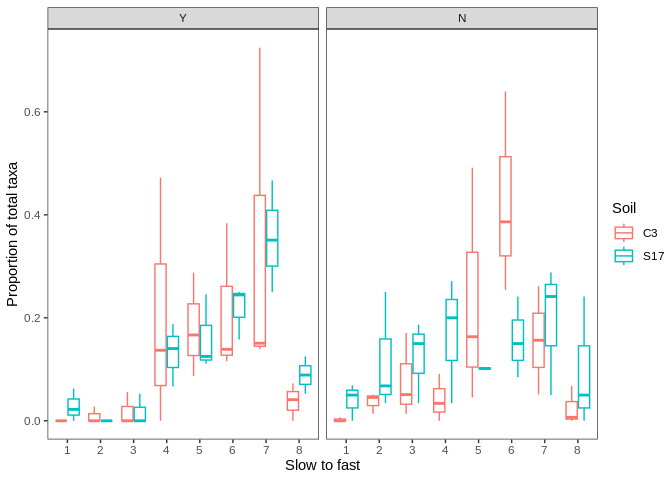 Y N
Proportion of total taxa
0.6
0.4
0.2
0.0
1 2 3 4 5 6 7 8 1 2 3 4 5 6 7 8
Slow to fast
Soil
C3
S17